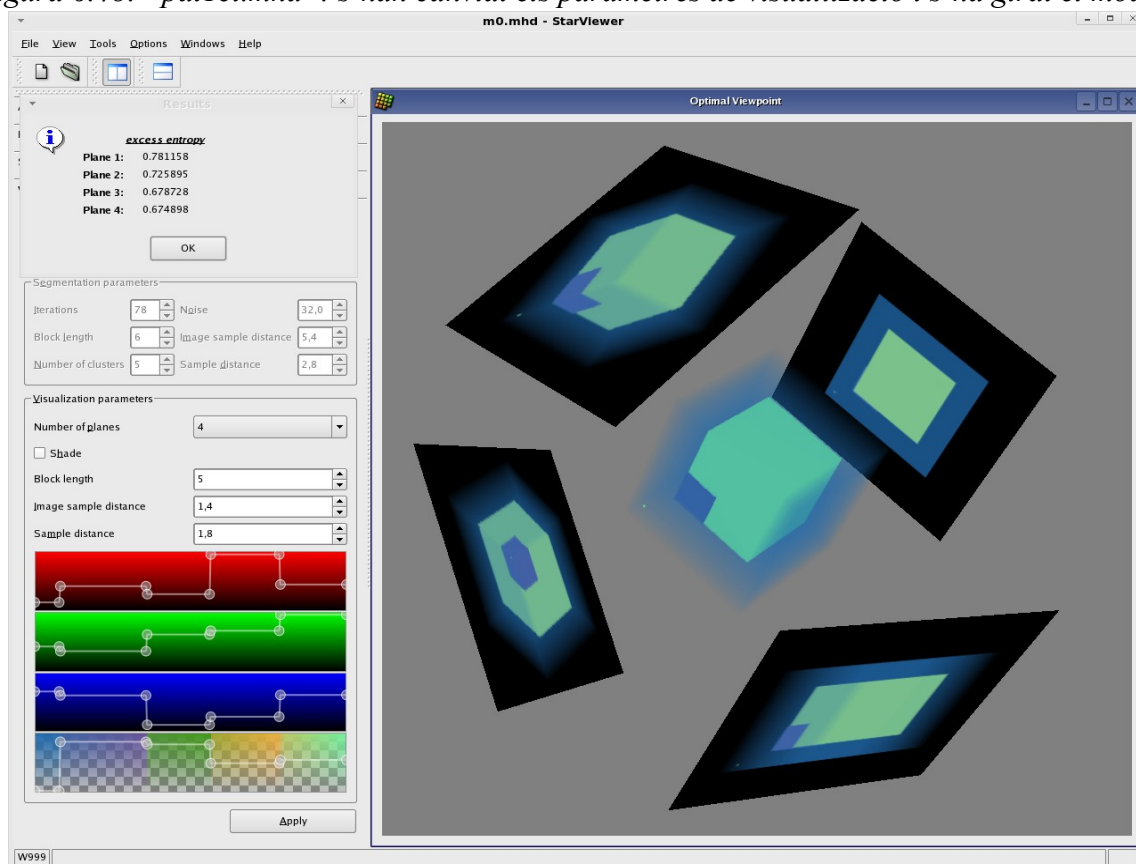 m0.mhd - StarViewer
File View Tools Options Windows Help
Results
excess entropy
Plane 1: 0.781158
Plane 2: 0.725895
Plane 3: 0.678728
Plane 4: 0.674898
OK
Segmentation parameters
Iterations 78 Noise 32,0
Block length 6 Image sample distance 5,4
Number of clusters 5 Sample distance 2,8
Visualization parameters
Number of planes 4
Shade
Block length 5
Image sample distance 1,4
Sample distance 1,8
Apply
Optimal Viewpoint
W999